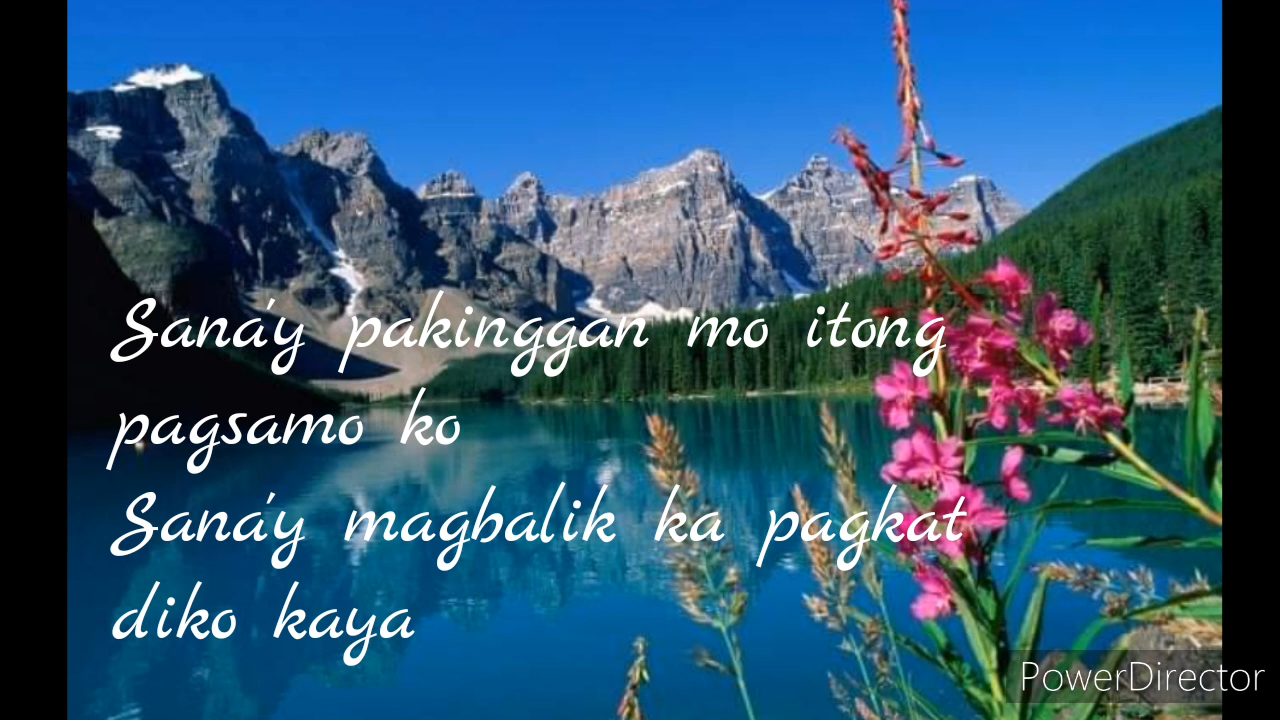 Sana'y pakinggan mo itong
pagsamo ko
Sana'y magbalik ka pagkat
diko kaya
PowerDirector